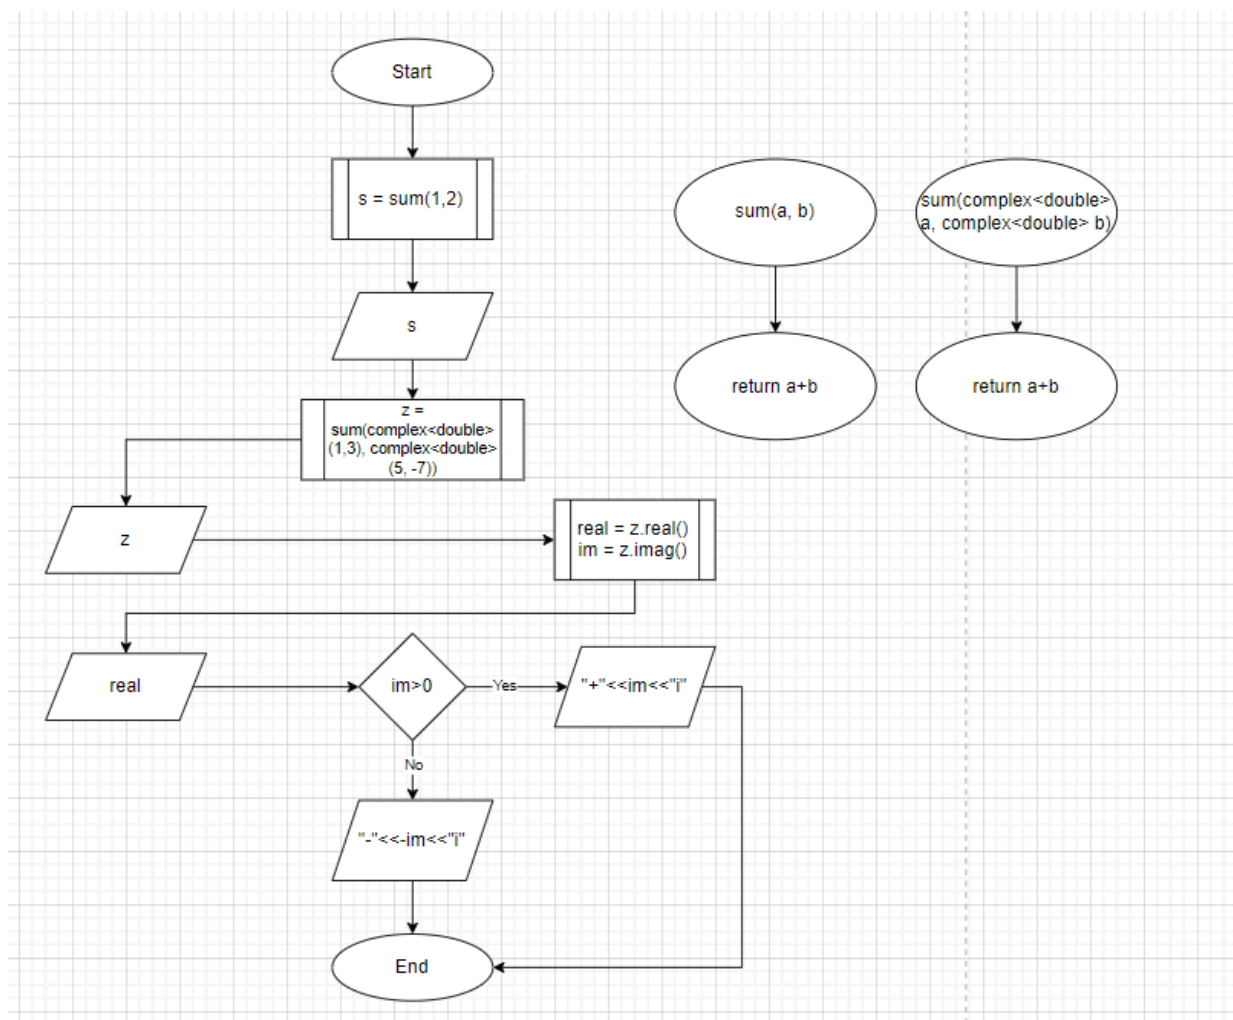 Start
s = sum(1,2)
s
z =
sum(complex<double>
(1,3), complex<double>
(5, -7))
z
real = z.real()
im = z.imag()
real
im>0
Yes
"+"<<im<<"i"
No
"-"<<-im<<"i"
End
sum(a, b)
return a+b
sum(complex<double>
a, complex<double> b)
return a+b